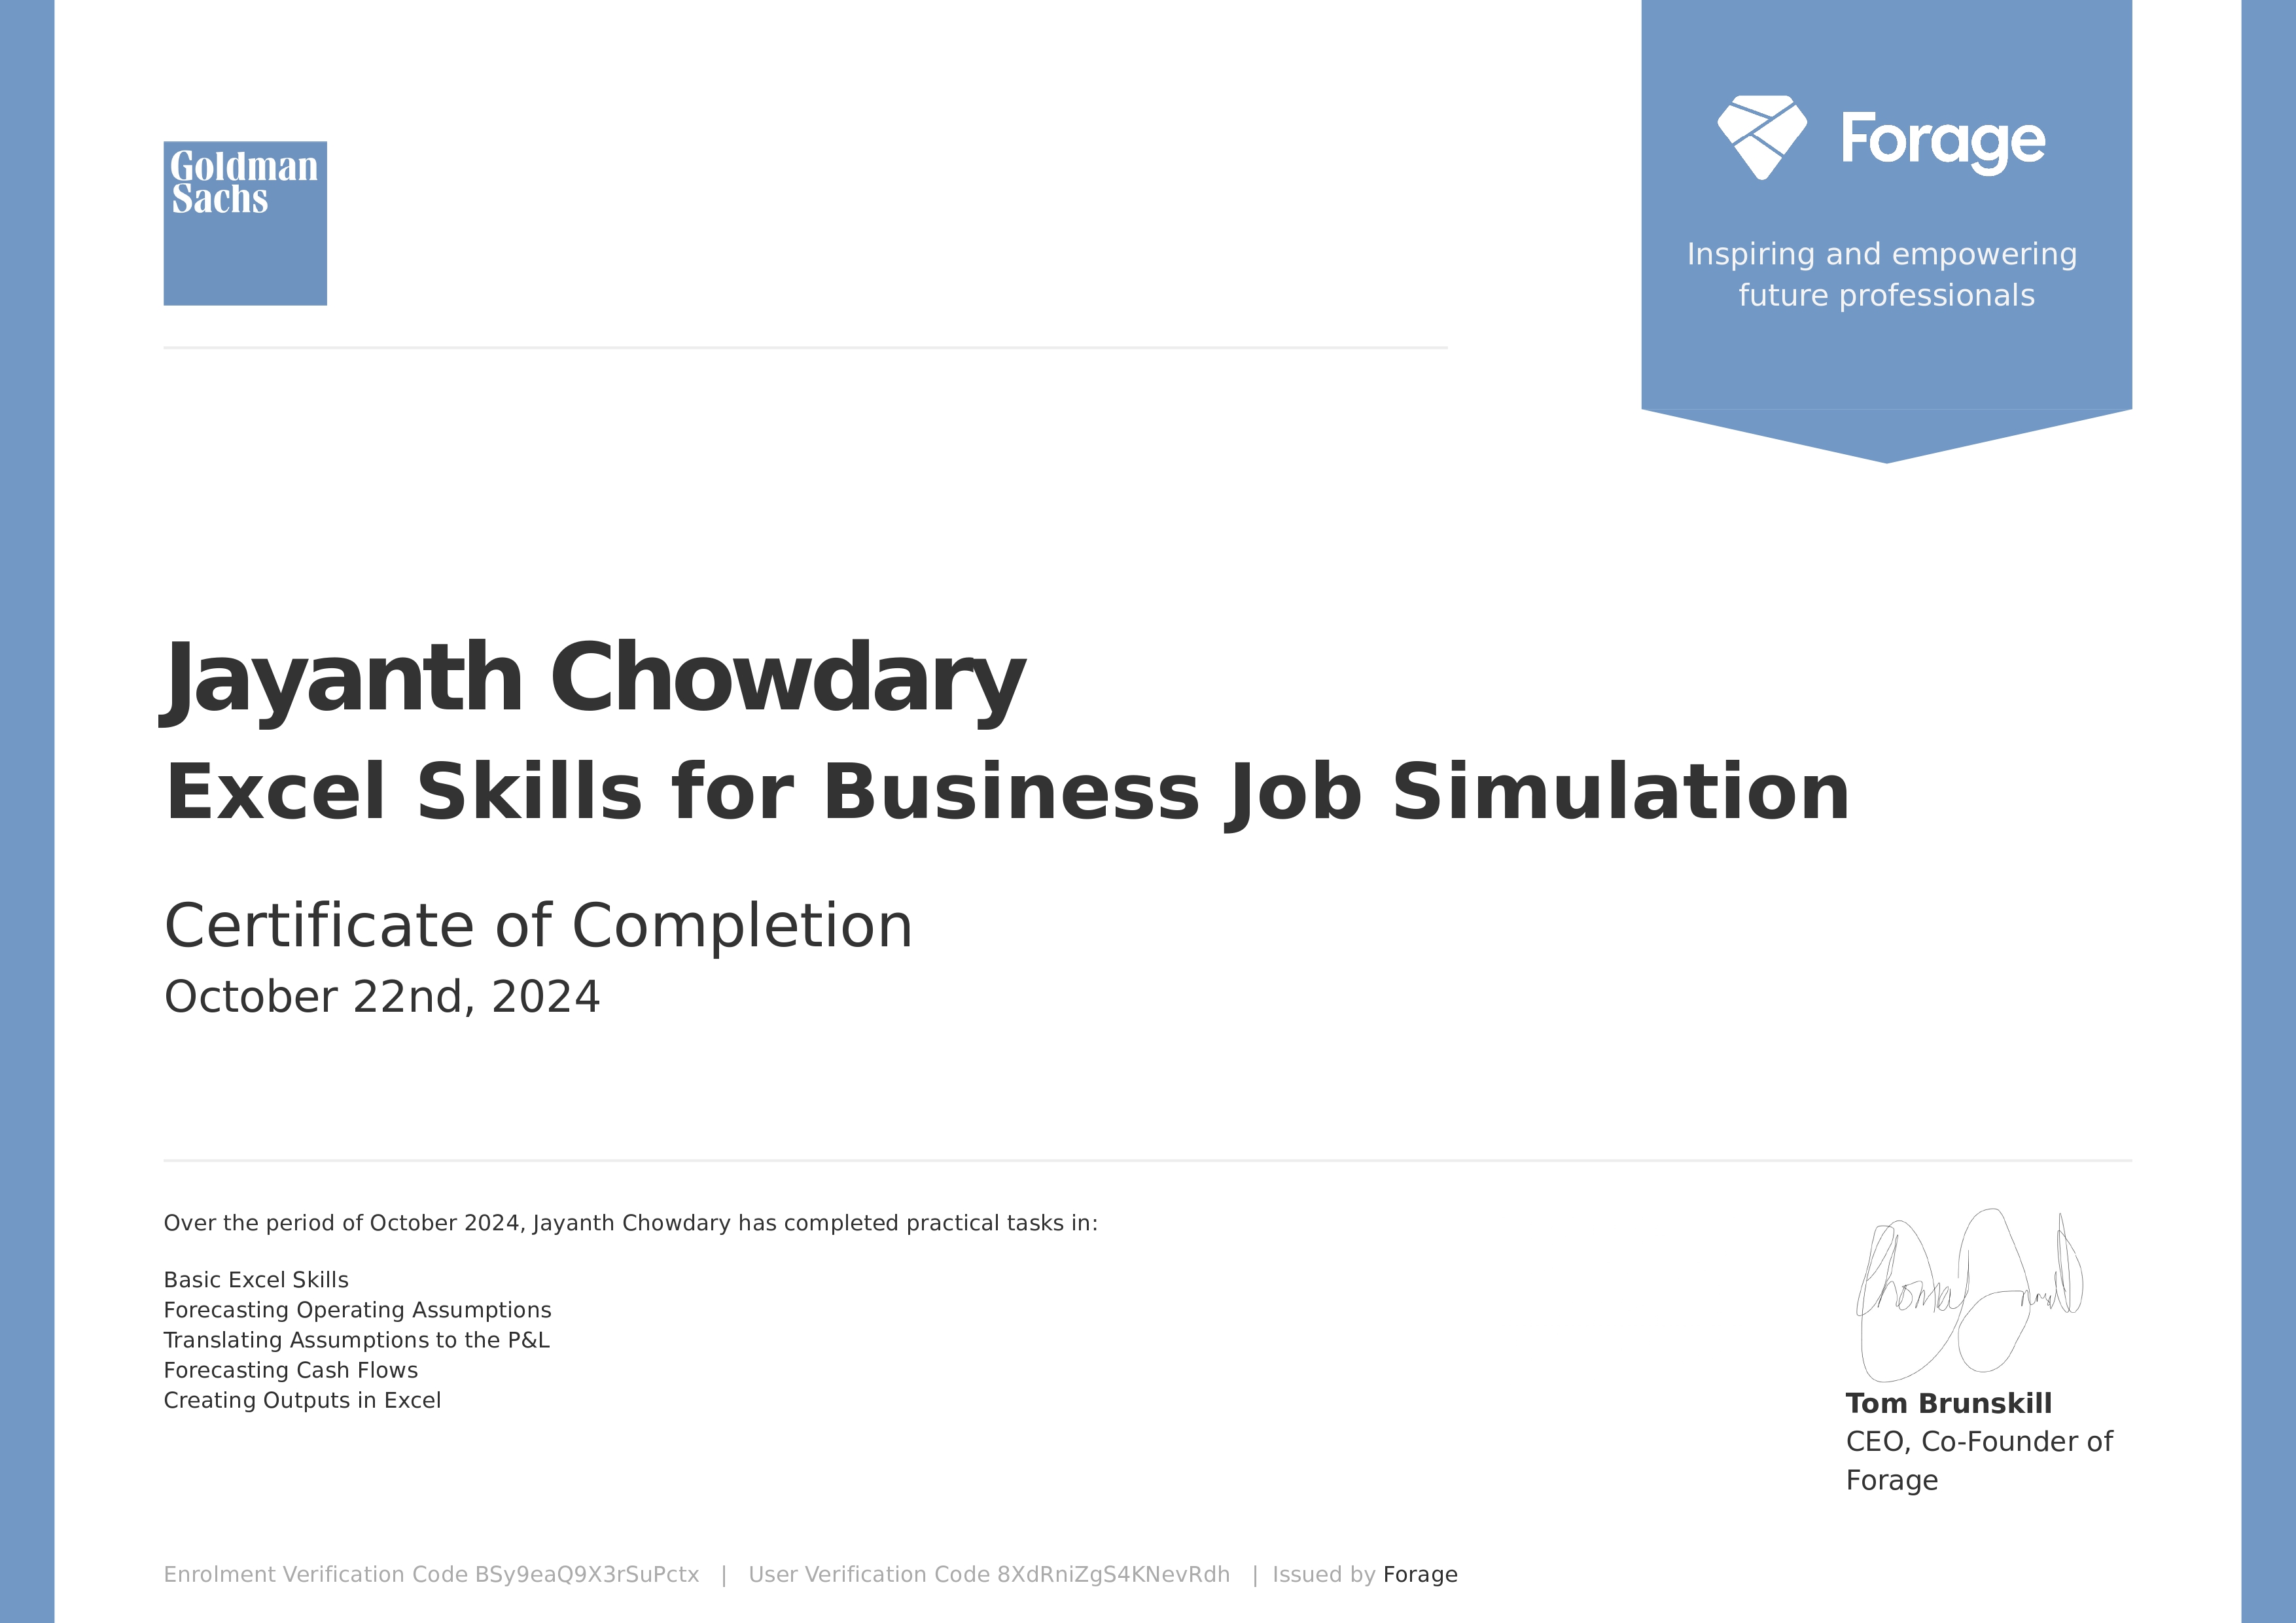 Goldman
Sachs
Forage
Inspiring and empowering
future professionals
Jayanth Chowdary
Excel Skills for Business Job Simulation
Certificate of Completion
October 22nd, 2024
Over the period of October 2024, Jayanth Chowdary has completed practical tasks in:
Basic Excel Skills
Forecasting Operating Assumptions
Translating Assumptions to the P&L
Forecasting Cash Flows
Creating Outputs in Excel
Tom Brunskill
CEO, Co-Founder of
Forage
Enrolment Verification Code BSy9eaQ9X3rSuPctx | User Verification Code 8XdRniZgS4KNevRdh | Issued by Forage